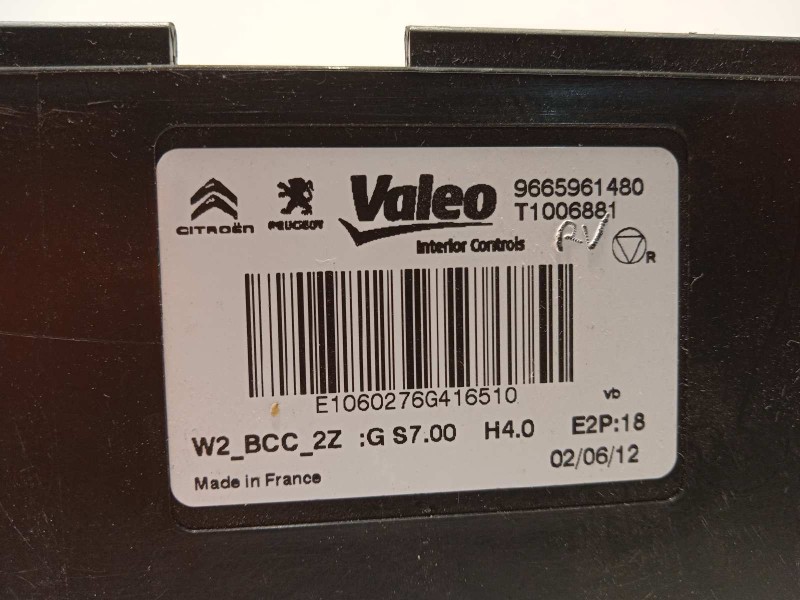 CITROËN PEUGEOT Valeo 9665961480
T1006881
Interior Controls RV R
E1060276G416510
vb
W2_BCC_2Z :G S7.00 H4.0 E2P:18
02/06/12
Made in France